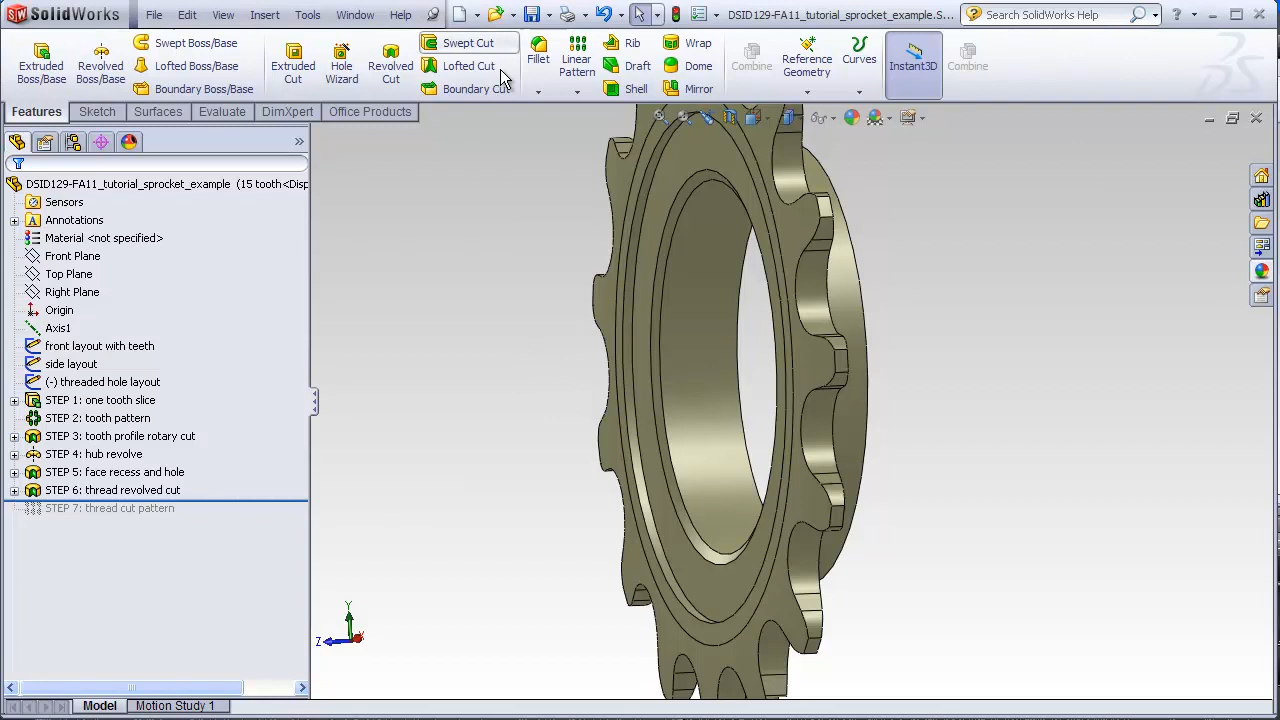 SolidWorks File Edit View Insert Tools Window Help DSID129-FA11_tutorial_sprocket_example.S... Search SolidWorks Help
Extruded Boss/Base Revolved Boss/Base Swept Boss/Base Lofted Boss/Base Boundary Boss/Base Extruded Cut Hole Wizard Revolved Cut Swept Cut Lofted Cut Boundary Cut Fillet Linear Pattern Rib Draft Shell Wrap Dome Mirror Combine Reference Geometry Curves Instant3D Combine
Features Sketch Surfaces Evaluate DimXpert Office Products
DSID129-FA11_tutorial_sprocket_example (15 tooth<Disp
Sensors
Annotations
Material <not specified>
Front Plane
Top Plane
Right Plane
Origin
Axis1
front layout with teeth
side layout
(-) threaded hole layout
STEP 1: one tooth slice
STEP 2: tooth pattern
STEP 3: tooth profile rotary cut
STEP 4: hub revolve
STEP 5: face recess and hole
STEP 6: thread revolved cut
STEP 7: thread cut pattern
Y
Z X
Model Motion Study 1